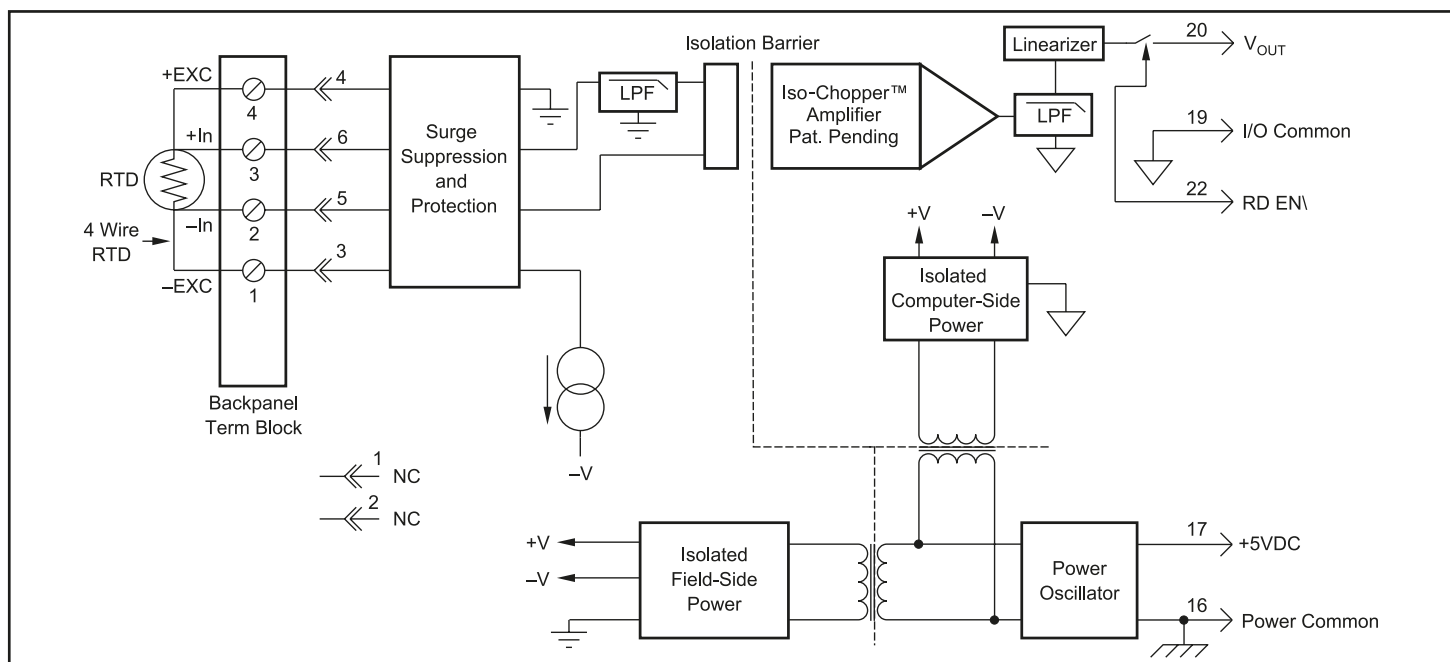 Isolation Barrier
+EXC
4
4
+In
3
6
RTD
–In
2
5
4 Wire
RTD
–EXC
1
3
Backpanel
Term Block
Surge
Suppression
and
Protection
LPF
Iso-Chopper™
Amplifier
Pat. Pending
Linearizer
LPF
20
VOUT
19
I/O Common
22
RD EN\
+V
–V
Isolated
Computer-Side
Power
–V
1
NC
2
NC
+V
–V
Isolated
Field-Side
Power
Power
Oscillator
17
+5VDC
16
Power Common